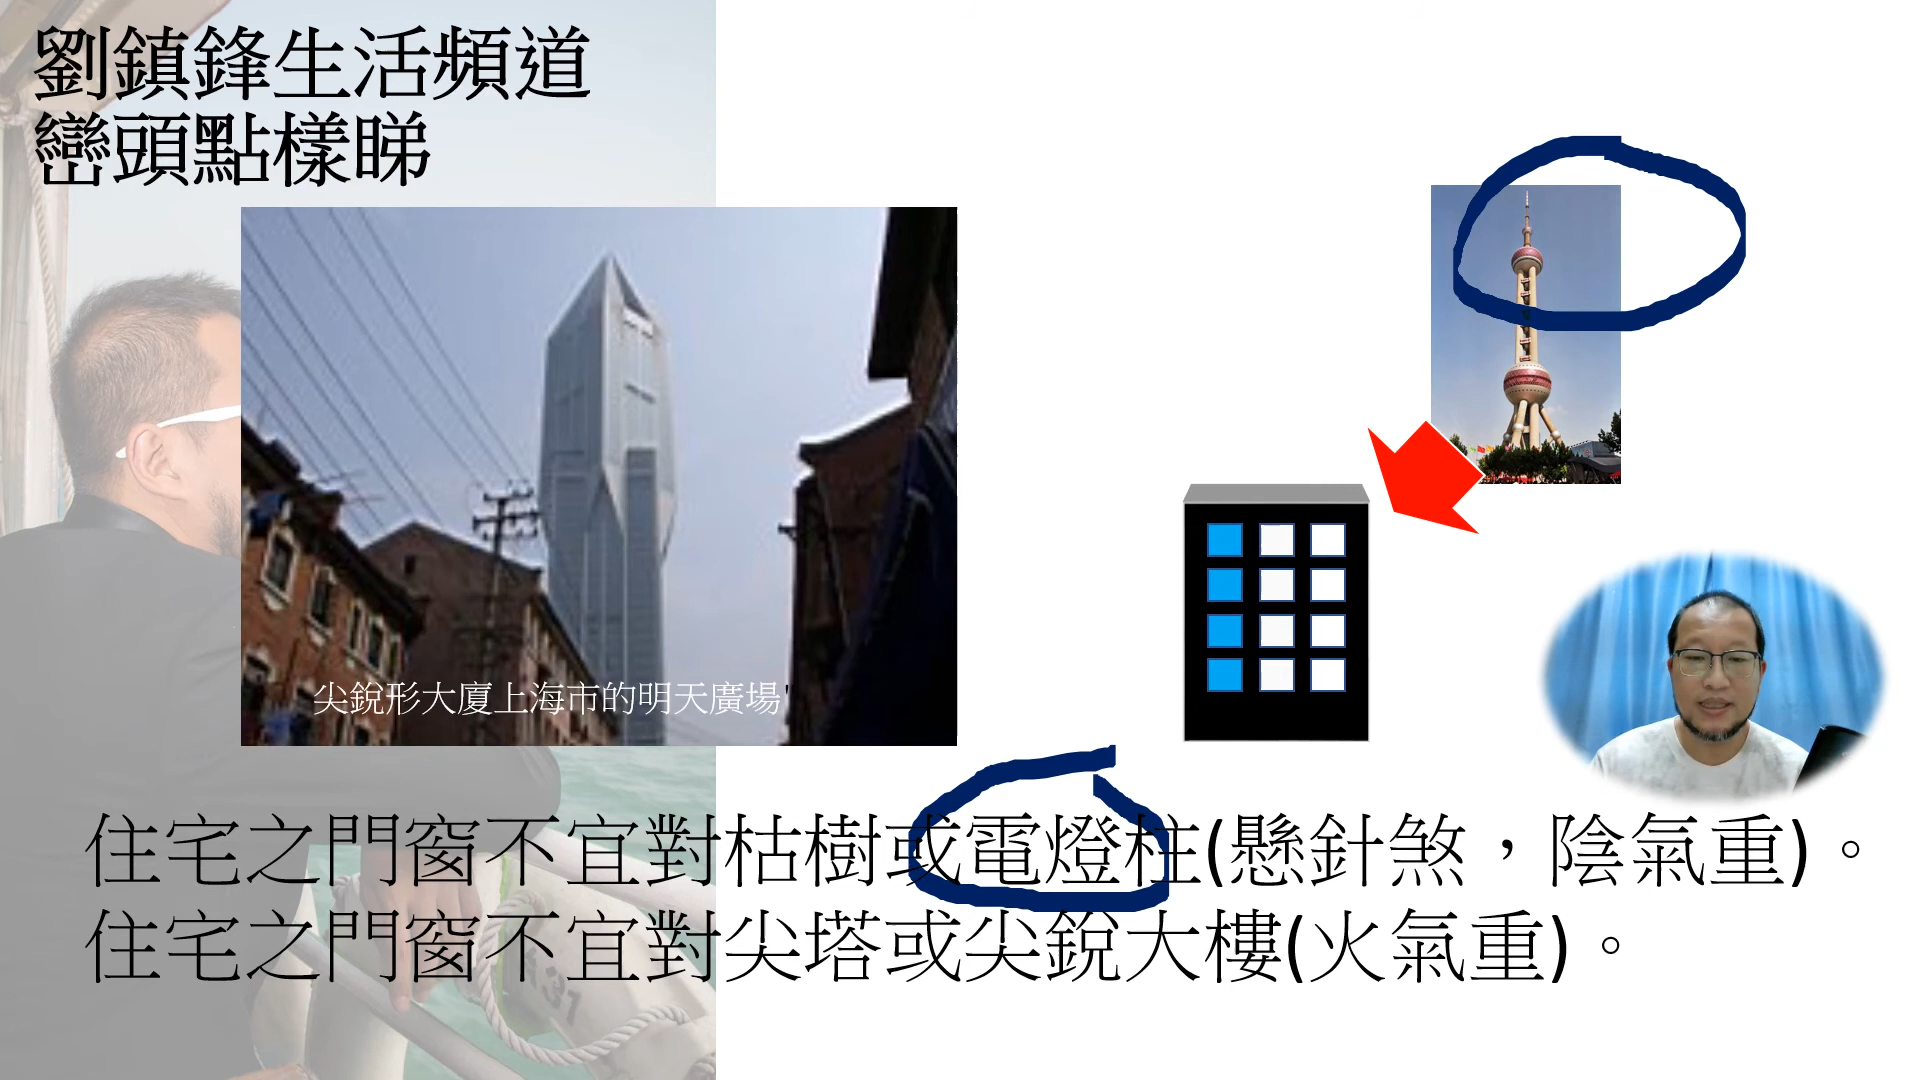 劉鎮鋒生活頻道
巒頭點樣睇
尖銳形大廈上海市的明天廣場
住宅之門窗不宜對枯樹或電燈柱(懸針煞，陰氣重)。
住宅之門窗不宜對尖塔或尖銳大樓(火氣重)。